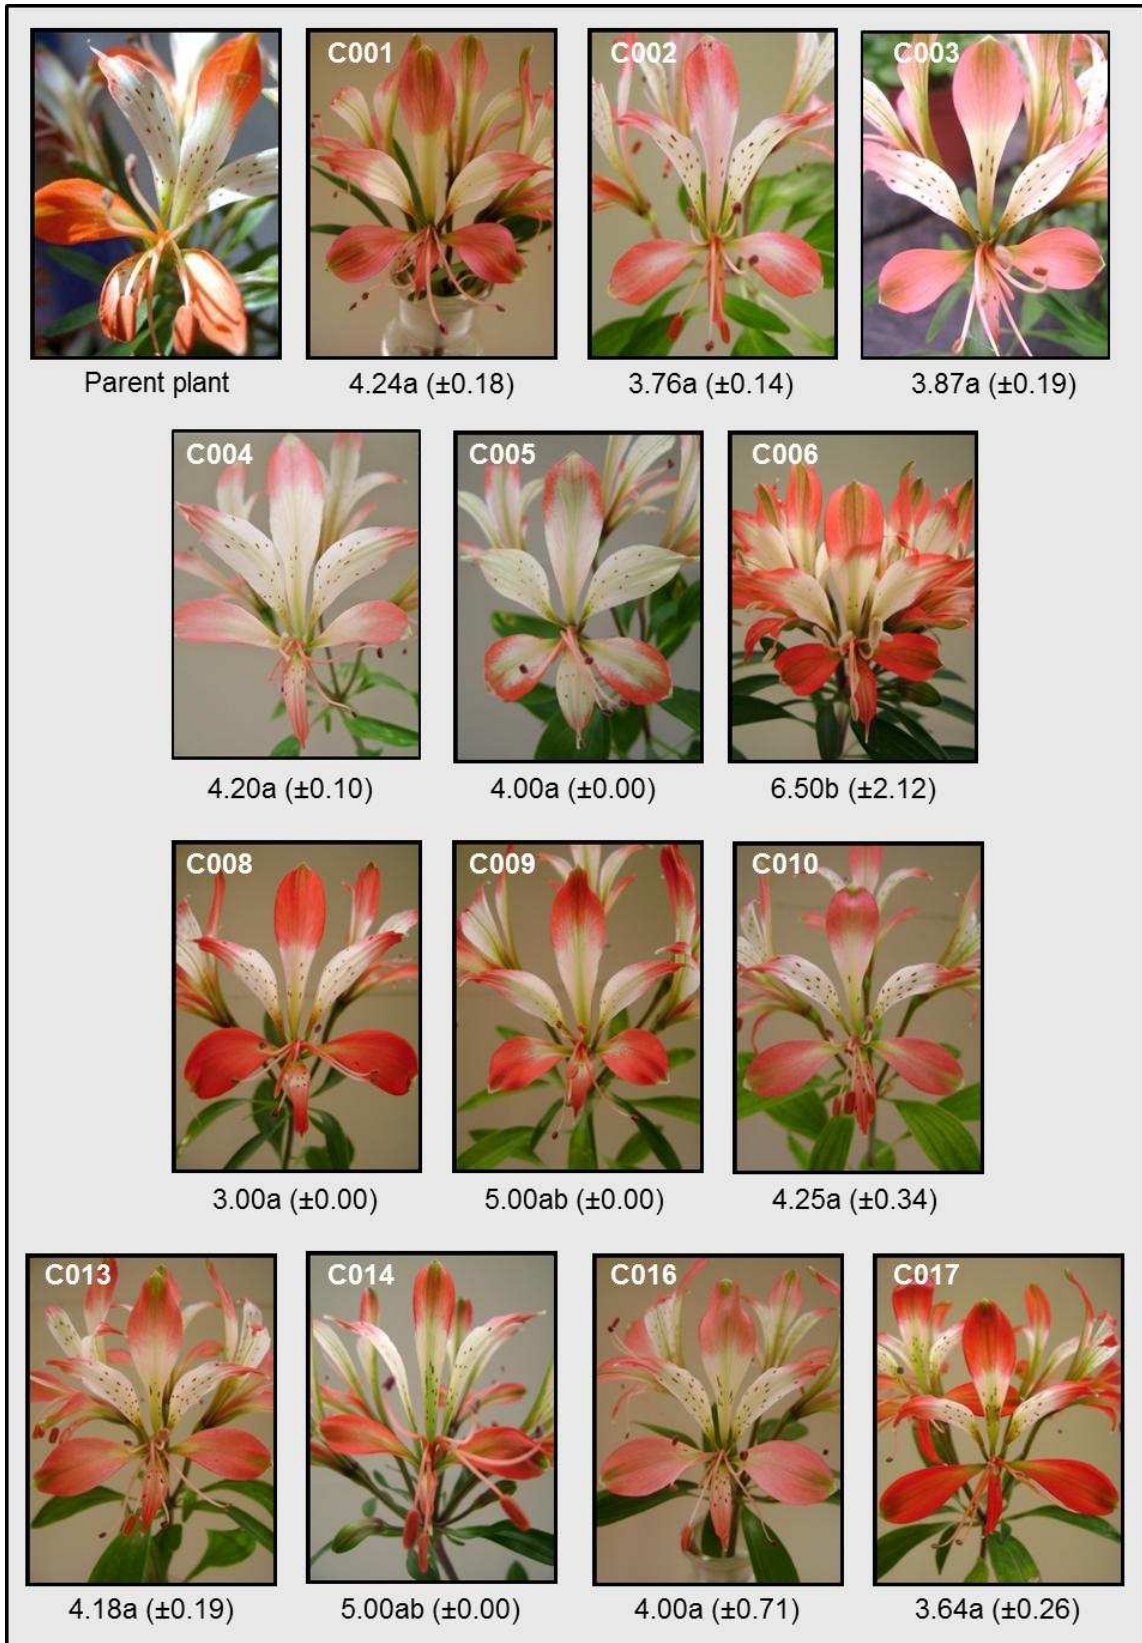 C001 C002 C003
Parent plant 4.24a (±0.18) 3.76a (±0.14) 3.87a (±0.19)
C004 C005 C006
4.20a (±0.10) 4.00a (±0.00) 6.50b (±2.12)
C008 C009 C010
3.00a (±0.00) 5.00ab (±0.00) 4.25a (±0.34)
C013 C014 C016 C017
4.18a (±0.19) 5.00ab (±0.00) 4.00a (±0.71) 3.64a (±0.26)